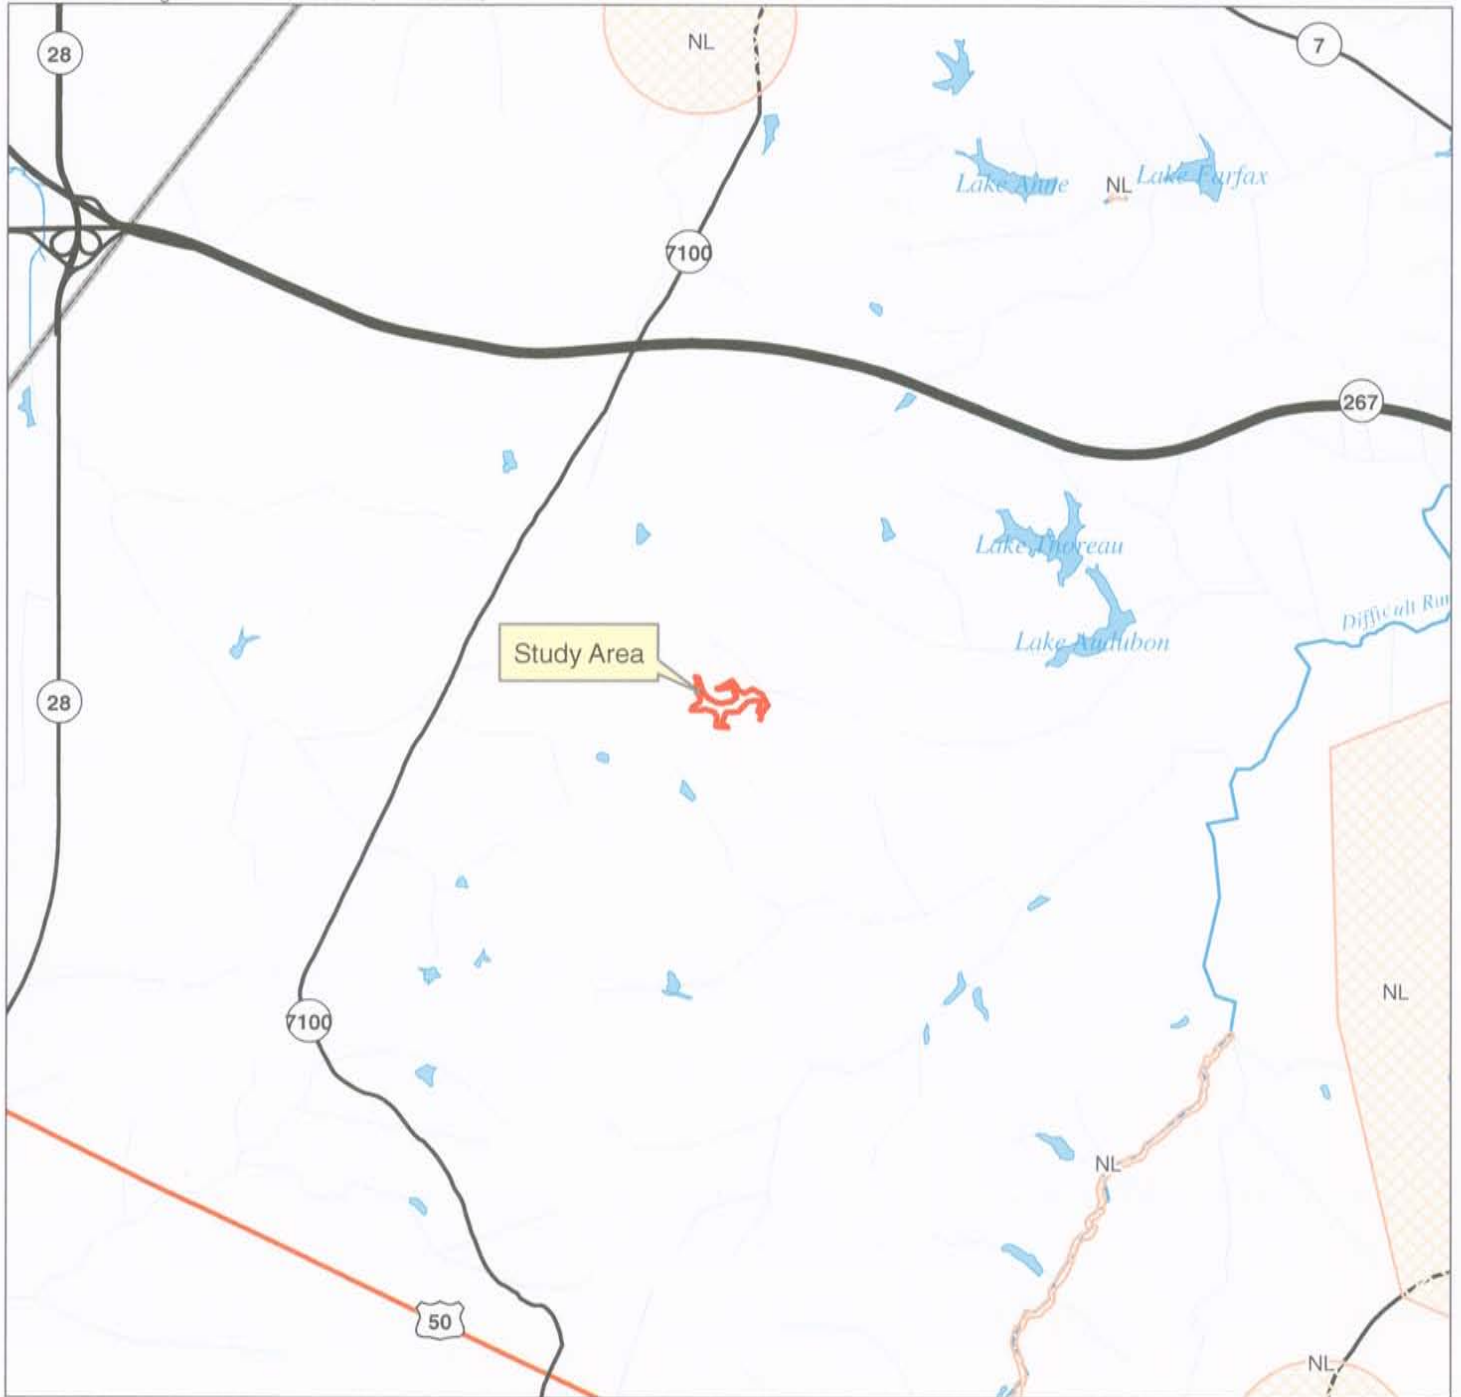 28
NL
7
Lake Anne
NL
Lake Fairfax
7100
267
Lake Thoreau
Difficult Run
Lake Audubon
Study Area
28
NL
7100
NL
50
NL